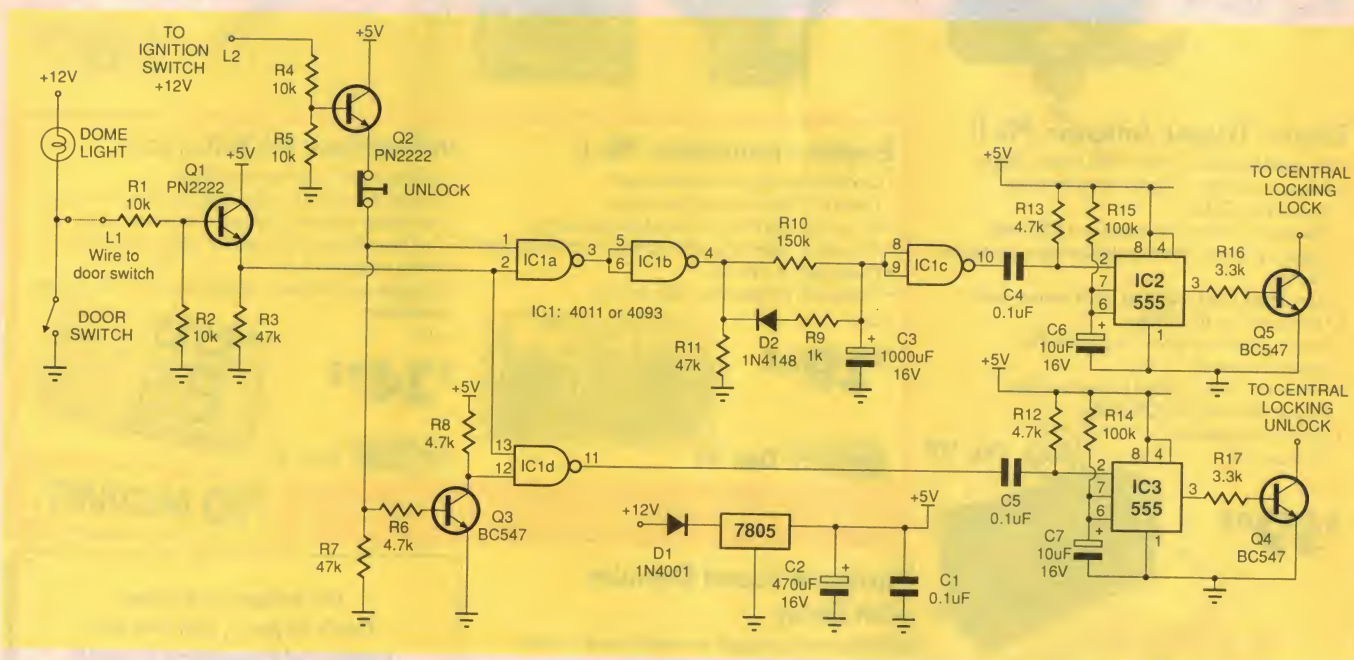 TO
IGNITION
SWITCH
+12V
L2
+5V
R4
10k
R5
10k
Q2
PN2222
UNLOCK
+12V
DOME
LIGHT
Q1
PN2222
+5V
R1
10k
L1
Wire to
door switch
DOOR
SWITCH
R2
10k
R3
47k
1
2
IC1a
3
5
6
IC1b
4
IC1: 4011 or 4093
R10
150k
R11
47k
D2
1N4148
R9
1k
+
C3
1000uF
16V
8
9
IC1c
10
C4
0.1uF
+5V
R13
4.7k
R15
100k
2
7
6
8
4
IC2
555
3
1
C6
10uF
16V
+
R16
3.3k
TO CENTRAL
LOCKING
LOCK
Q5
BC547
+5V
R8
4.7k
13
12
IC1d
11
R6
4.7k
Q3
BC547
R7
47k
+12V
D1
1N4001
7805
+5V
C2
470uF
16V
+
C1
0.1uF
C5
0.1uF
+5V
R12
4.7k
R14
100k
2
7
6
8
4
IC3
555
3
1
C7
10uF
16V
+
R17
3.3k
TO CENTRAL
LOCKING
UNLOCK
Q4
BC547